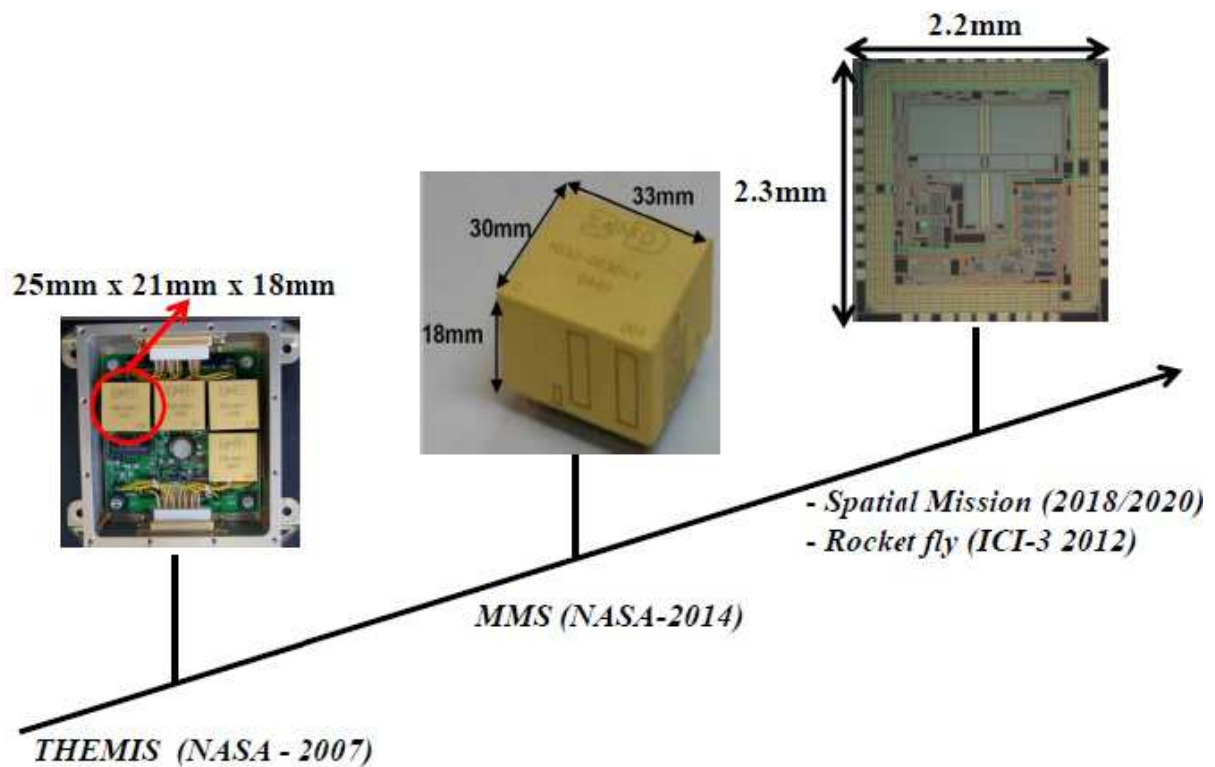 2.2mm
2.3mm
33mm
30mm
18mm
25mm x 21mm x 18mm
- Spatial Mission (2018/2020)
- Rocket fly (ICI-3 2012)
MMS (NASA-2014)
THEMIS (NASA - 2007)